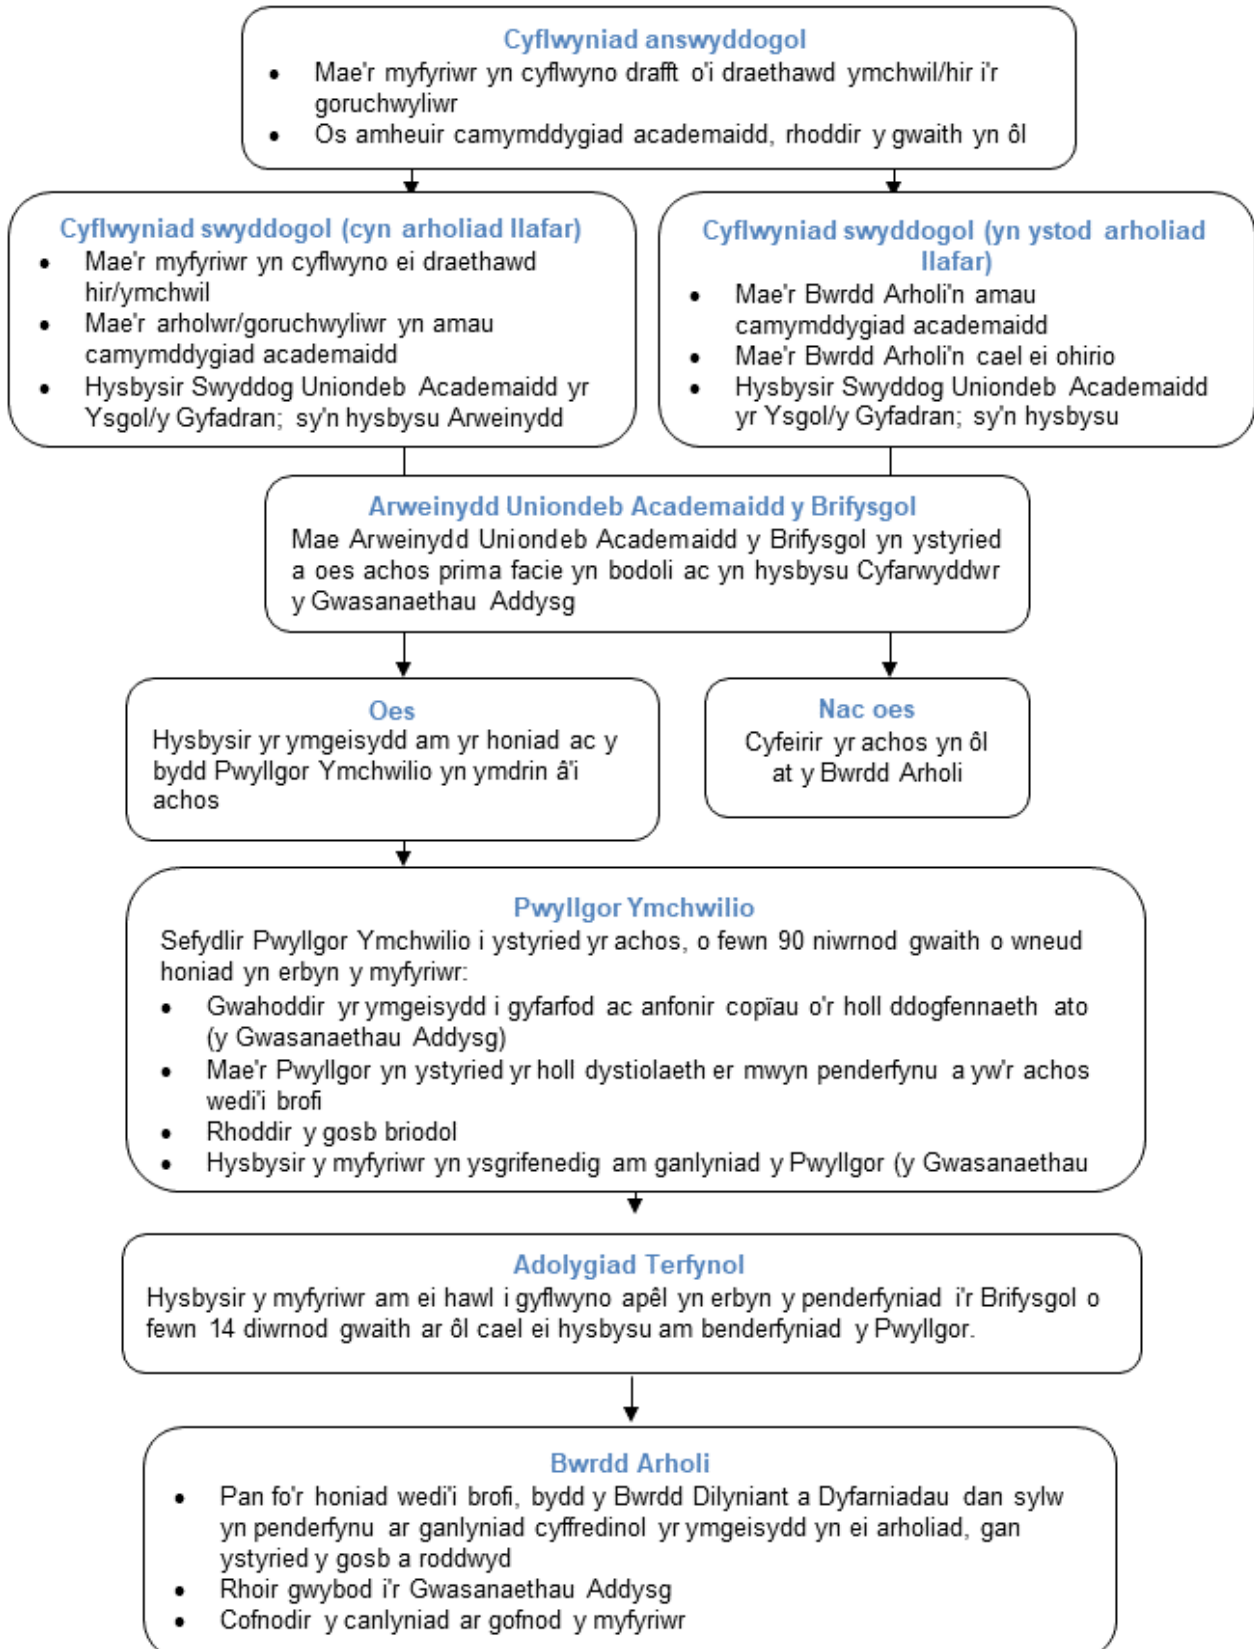 Cyflwyniad answyddogol
• Mae'r myfyriwr yn cyflwyno drafft o'i draethawd ymchwil/hir i'r
goruchwyliwr
• Os amheuir camymddygiad academaidd, rhoddir y gwaith yn ôl
Cyflwyniad swyddogol (cyn arholiad llafar)
• Mae'r myfyriwr yn cyflwyno ei draethawd
hir/ymchwil
• Mae'r arholwr/goruchwyliwr yn amau
camymddygiad academaidd
• Hysbysir Swyddog Uniondeb Academaidd yr
Ysgol/y Gyfadran; sy'n hysbysu Arweinydd
Cyflwyniad swyddogol (yn ystod arholiad
llafar)
• Mae'r Bwrdd Arholi'n amau
camymddygiad academaidd
• Mae'r Bwrdd Arholi'n cael ei ohirio
• Hysbysir Swyddog Uniondeb Academaidd
yr Ysgol/y Gyfadran; sy'n hysbysu
Arweinydd Uniondeb Academaidd y Brifysgol
Mae Arweinydd Uniondeb Academaidd y Brifysgol yn ystyried
a oes achos prima facie yn bodoli ac yn hysbysu Cyfarwyddwr
y Gwasanaethau Addysg
Oes
Hysbysir yr ymgeisydd am yr honiad ac y
bydd Pwyllgor Ymchwilio yn ymdrin â'i
achos
Nac oes
Cyfeirir yr achos yn ôl
at y Bwrdd Arholi
Pwyllgor Ymchwilio
Sefydlir Pwyllgor Ymchwilio i ystyried yr achos, o fewn 90 niwrnod gwaith o wneud
honiad yn erbyn y myfyriwr:
• Gwahoddir yr ymgeisydd i gyfarfod ac anfonir copïau o'r holl ddogfennaeth ato
(y Gwasanaethau Addysg)
• Mae'r Pwyllgor yn ystyried yr holl dystiolaeth er mwyn penderfynu a yw'r achos
wedi'i brofi
• Rhoddir y gosb briodol
• Hysbysir y myfyriwr yn ysgrifenedig am ganlyniad y Pwyllgor (y Gwasanaethau
Adolygiad Terfynol
Hysbysir y myfyriwr am ei hawl i gyflwyno apêl yn erbyn y penderfyniad i'r Brifysgol o
fewn 14 diwrnod gwaith ar ôl cael ei hysbysu am benderfyniad y Pwyllgor.
Bwrdd Arholi
• Pan fo'r honiad wedi'i brofi, bydd y Bwrdd Dilyniant a Dyfarniadau dan sylw
yn penderfynu ar ganlyniad cyffredinol yr ymgeisydd yn ei arholiad, gan
ystyried y gosb a roddwyd
• Rhoir gwybod i'r Gwasanaethau Addysg
• Cofnodir y canlyniad ar gofnod y myfyriwr